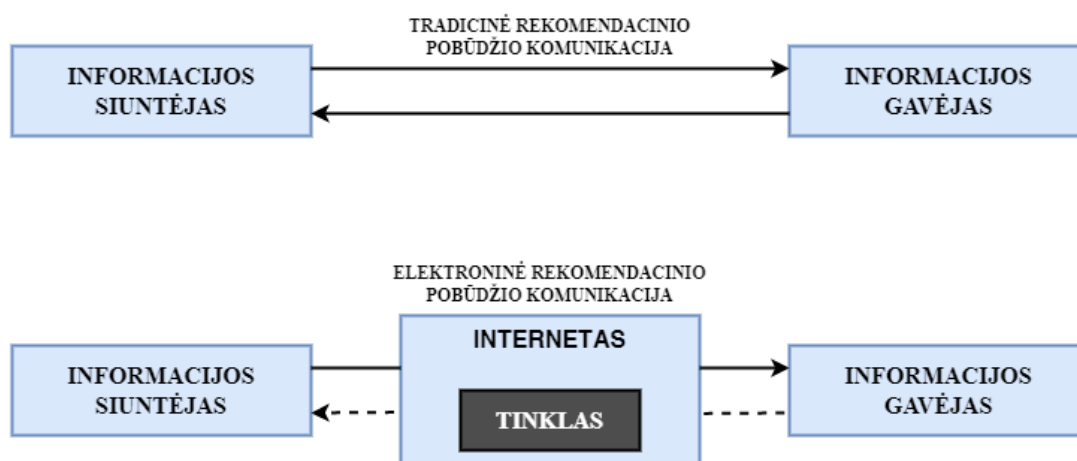 TRADICINĖ REKOMENDACINIO
POBŪDŽIO KOMUNIKACIJA
INFORMACIJOS
SIUNTĖJAS
INFORMACIJOS
GAVĖJAS
ELEKTRONINĖ REKOMENDACINIO
POBŪDŽIO KOMUNIKACIJA
INTERNETAS
INFORMACIJOS
SIUNTĖJAS
TINKLAS
INFORMACIJOS
GAVĖJAS